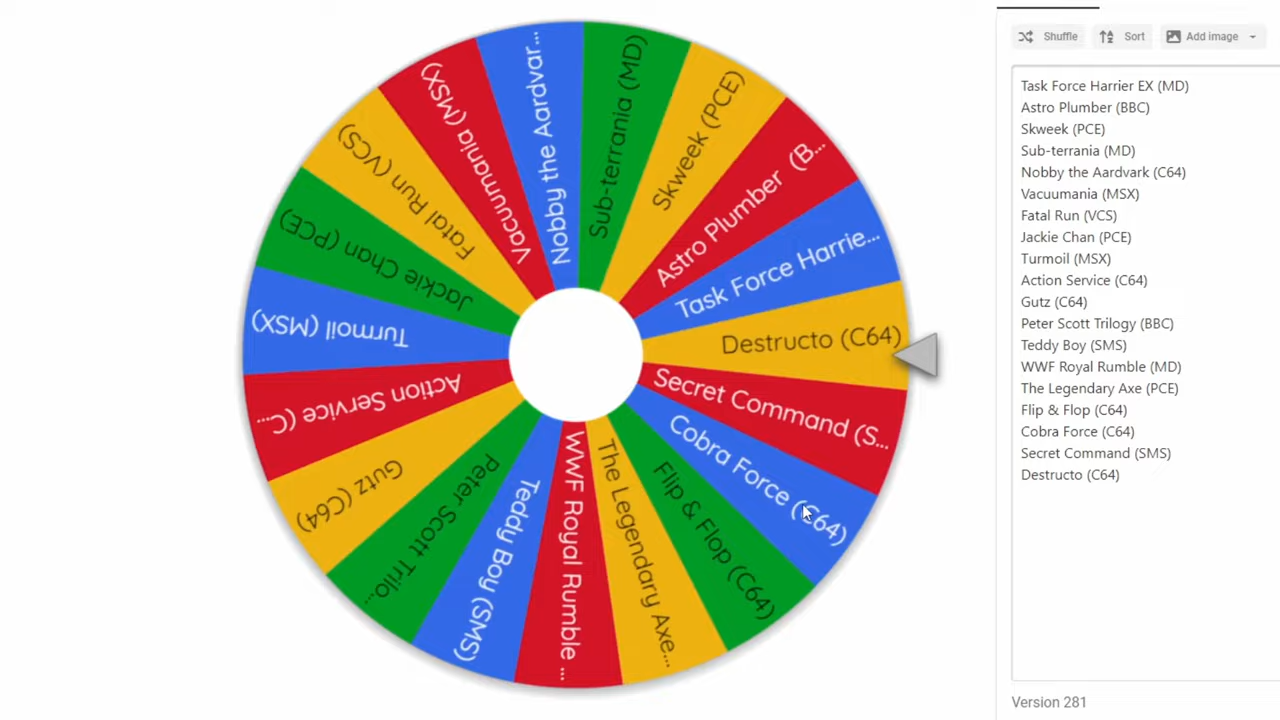 Shuffle
Sort
Add image
Task Force Harrier EX (MD)
Astro Plumber (BBC)
Skweek (PCE)
Sub-terrania (MD)
Nobby the Aardvark (C64)
Vacuumania (MSX)
Fatal Run (VCS)
Jackie Chan (PCE)
Turmoil (MSX)
Action Service (C64)
Gutz (C64)
Peter Scott Trilogy (BBC)
Teddy Boy (SMS)
WWF Royal Rumble (MD)
The Legendary Axe (PCE)
Flip & Flop (C64)
Cobra Force (C64)
Secret Command (SMS)
Destructo (C64)
Version 281
Nobby the Aardvar...
Sub-terrania (MD)
Skweek (PCE)
Astro Plumber (B...
Task Force Harrie...
Destructo (C64)
Secret Command (S...
Cobra Force (C64)
Flip & Flop (C64)
The Legendary Axe...
WWF Royal Rumble ...
Teddy Boy (SMS)
Peter Scott Trilo...
Gutz (C64)
Action Service (C...
Turmoil (MSX)
Jackie Chan (PCE)
Fatal Run (VCS)
Vacuumania (MSX)